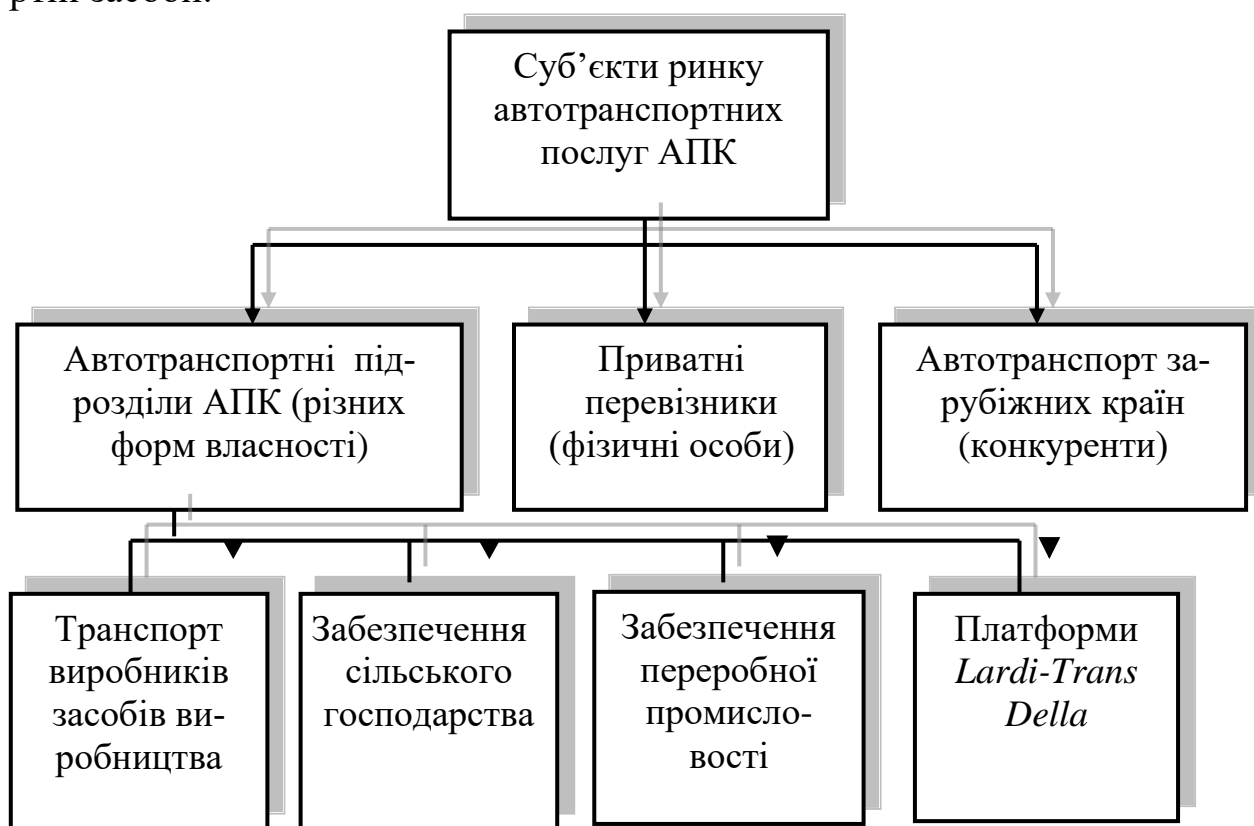 ртні засоби.
Суб’єкти ринку
автотранспортних
послуг АПК
Автотранспортні під-
розділи АПК (різних
форм власності)
Приватні
перевізники
(фізичні особи)
Автотранспорт за-
рубіжних країн
(конкуренти)
Транспорт
виробників
засобів ви-
робництва
Забезпечення
сільського
господарства
Забезпечення
переробної
промисло-
вості
Платформи
Lardi-Trans
Della